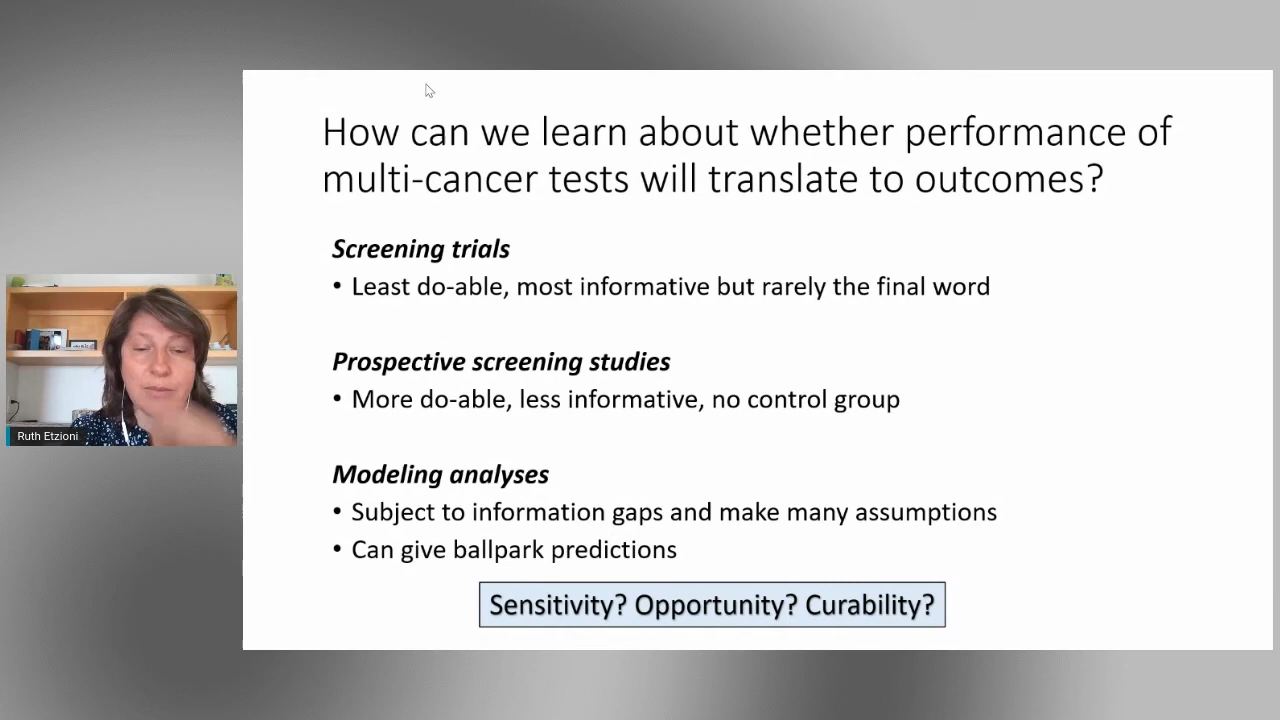 How can we learn about whether performance of
multi-cancer tests will translate to outcomes?
Screening trials
• Least do-able, most informative but rarely the final word
Prospective screening studies
• More do-able, less informative, no control group
Modeling analyses
• Subject to information gaps and make many assumptions
• Can give ballpark predictions
Sensitivity? Opportunity? Curability?
Ruth Etzioni